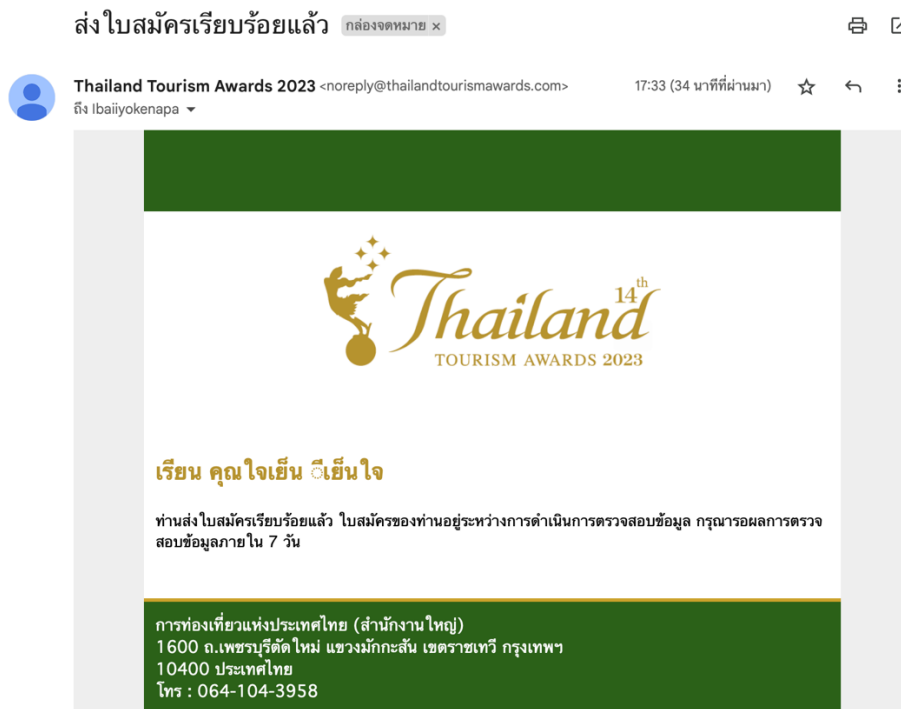 ส่งใบสมัครเรียบร้อยแล้ว กล่องจดหมาย ×
Thailand Tourism Awards 2023 <noreply@thailandtourismawards.com> 17:33 (34 นาทีที่ผ่านมา)
ถึง lbaiiyokenapa
14th
Thailand
TOURISM AWARDS 2023
เรียน คุณใจเย็น ีเย็นใจ
ท่านส่งใบสมัครเรียบร้อยแล้ว ใบสมัครของท่านอยู่ระหว่างการดำเนินการตรวจสอบข้อมูล กรุณารอผลการตรวจ
สอบข้อมูลภายใน 7 วัน
การท่องเที่ยวแห่งประเทศไทย (สำนักงานใหญ่)
1600 ถ.เพชรบุรีตัดใหม่ แขวงมักกะสัน เขตราชเทวี กรุงเทพฯ
10400 ประเทศไทย
โทร : 064-104-3958